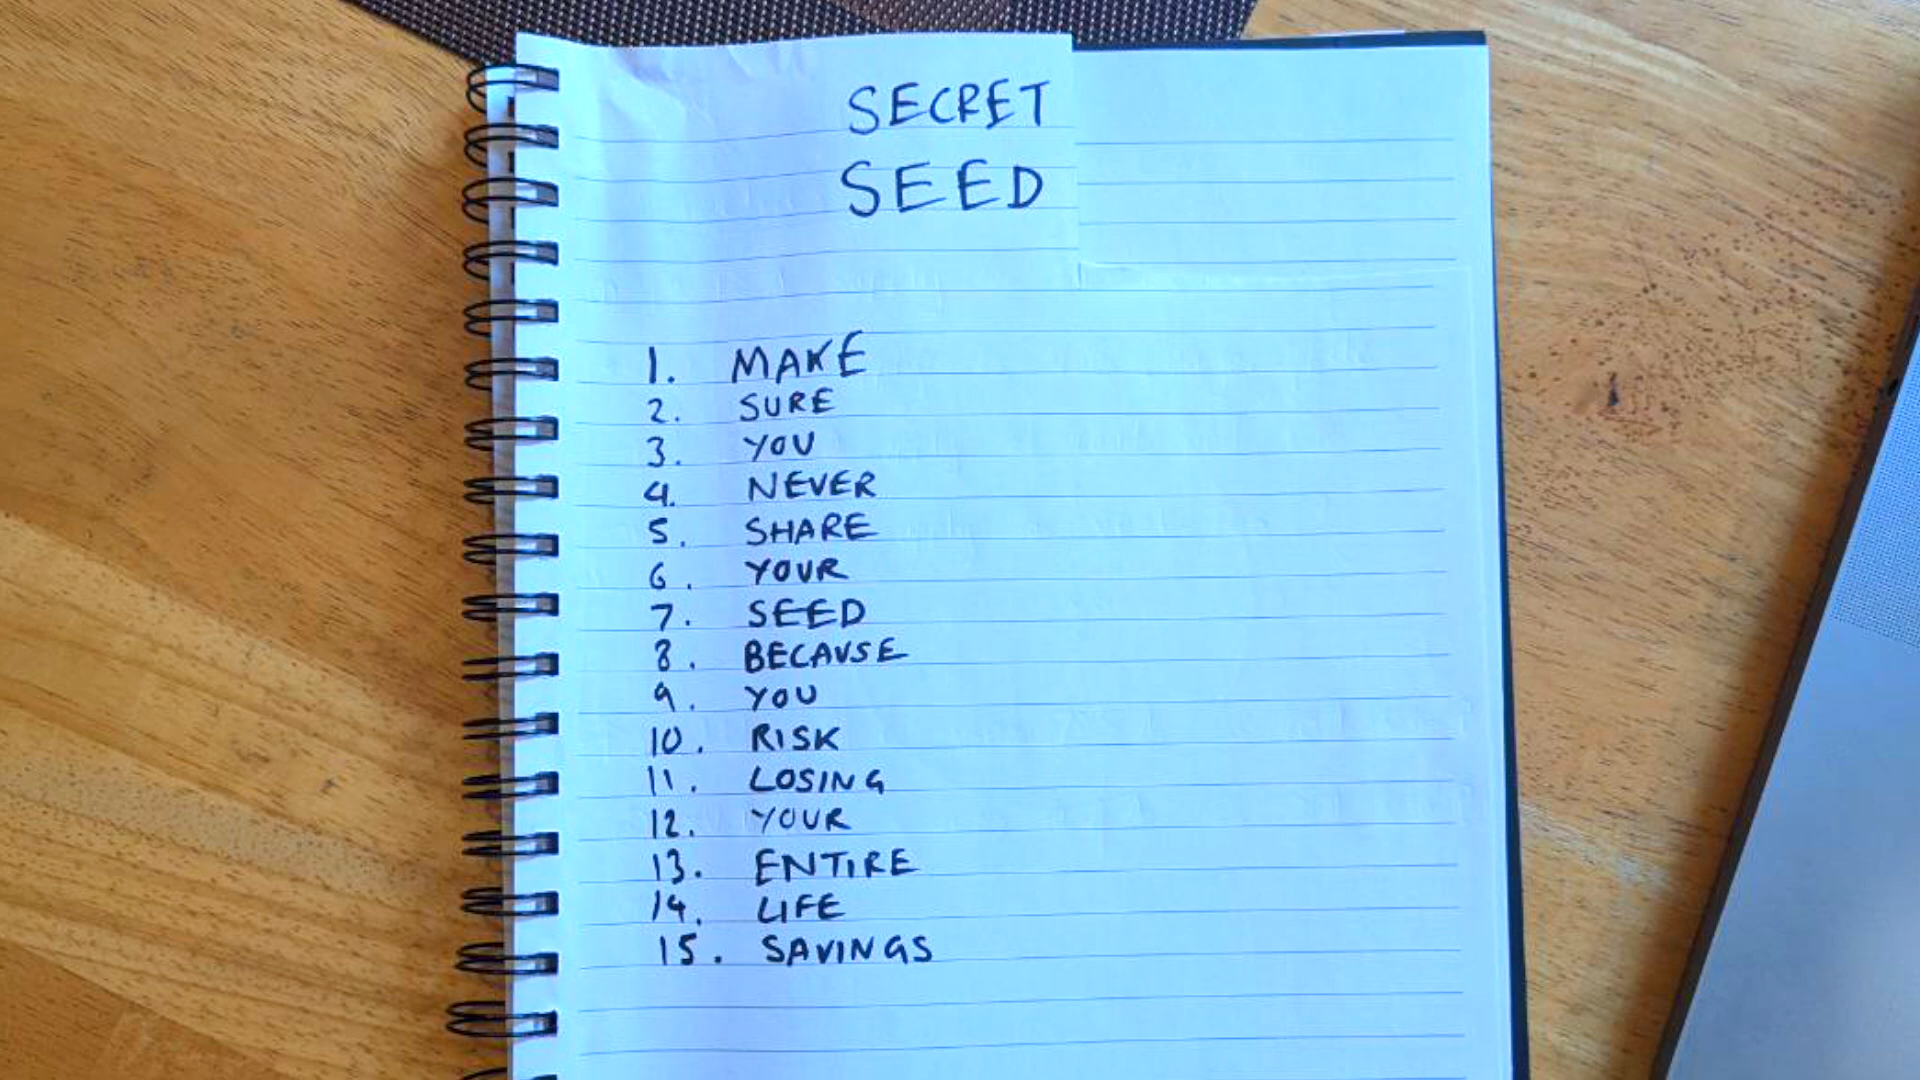 SECRET
SEED
1. MAKE
2. SURE
3. YOU
4. NEVER
5. SHARE
6. YOUR
7. SEED
8. BECAUSE
9. YOU
10. RISK
11. LOSING
12. YOUR
13. ENTIRE
14. LIFE
15. SAVINGS